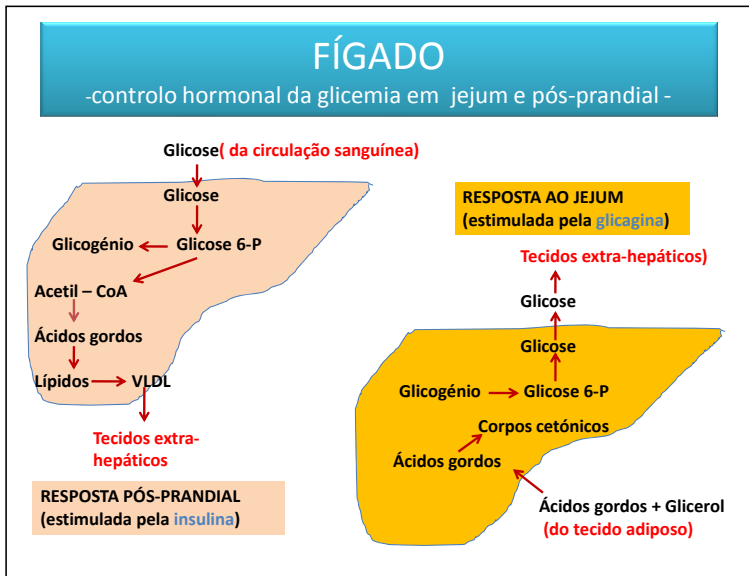 FÍGADO
-controlo hormonal da glicemia em jejum e pós-prandial -
Glicose( da circulação sanguínea)
Glicose
Glicogénio
Glicose 6-P
Acetil – CoA
Ácidos gordos
Lípidos
VLDL
Tecidos extra-
hepáticos
RESPOSTA PÓS-PRANDIAL
(estimulada pela insulina)
RESPOSTA AO JEJUM
(estimulada pela glicagina)
Tecidos extra-hepáticos)
Glicose
Glicose
Glicogénio
Glicose 6-P
Corpos cetónicos
Ácidos gordos
Ácidos gordos + Glicerol
(do tecido adiposo)